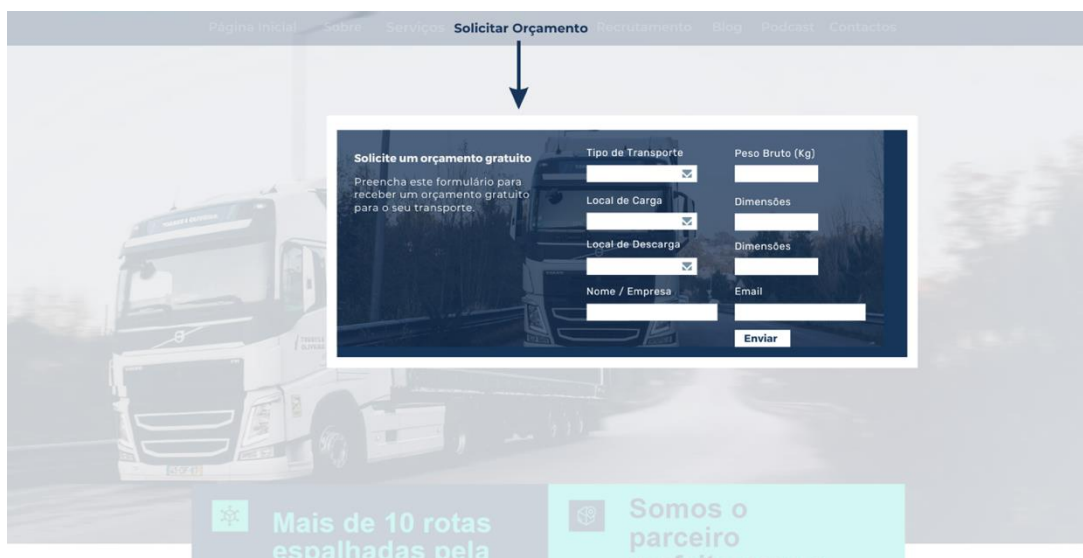 Página Inicial Sobre Serviços Solicitar Orçamento Recrutamento Blog Podcast Contactos
Solicite um orçamento gratuito
Preencha este formulário para
receber um orçamento gratuito
para o seu transporte.
Tipo de Transporte
Peso Bruto (Kg)
Local de Carga
Dimensões
Local de Descarga
Dimensões
Nome / Empresa
Email
Enviar
Mais de 10 rotas
espalhadas pela
Somos o
parceiro